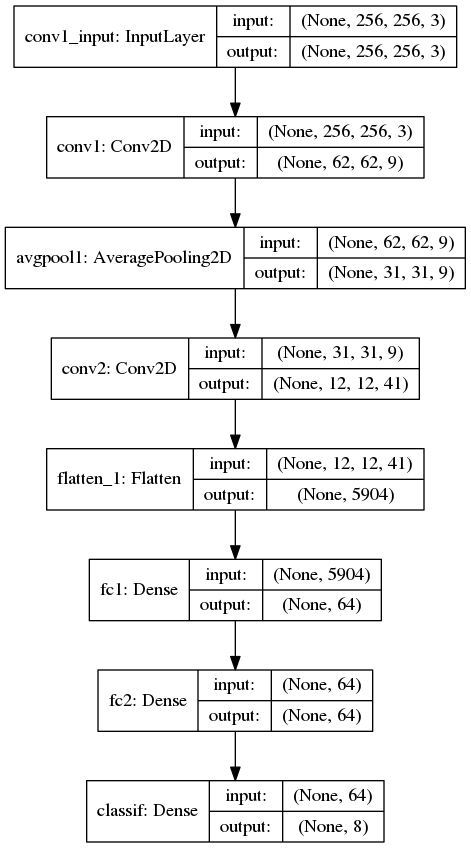 conv1_input: InputLayer
input: (None, 256, 256, 3)
output: (None, 256, 256, 3)
conv1: Conv2D
input: (None, 256, 256, 3)
output: (None, 62, 62, 9)
avgpool1: AveragePooling2D
input: (None, 62, 62, 9)
output: (None, 31, 31, 9)
conv2: Conv2D
input: (None, 31, 31, 9)
output: (None, 12, 12, 41)
flatten_1: Flatten
input: (None, 12, 12, 41)
output: (None, 5904)
fc1: Dense
input: (None, 5904)
output: (None, 64)
fc2: Dense
input: (None, 64)
output: (None, 64)
classif: Dense
input: (None, 64)
output: (None, 8)